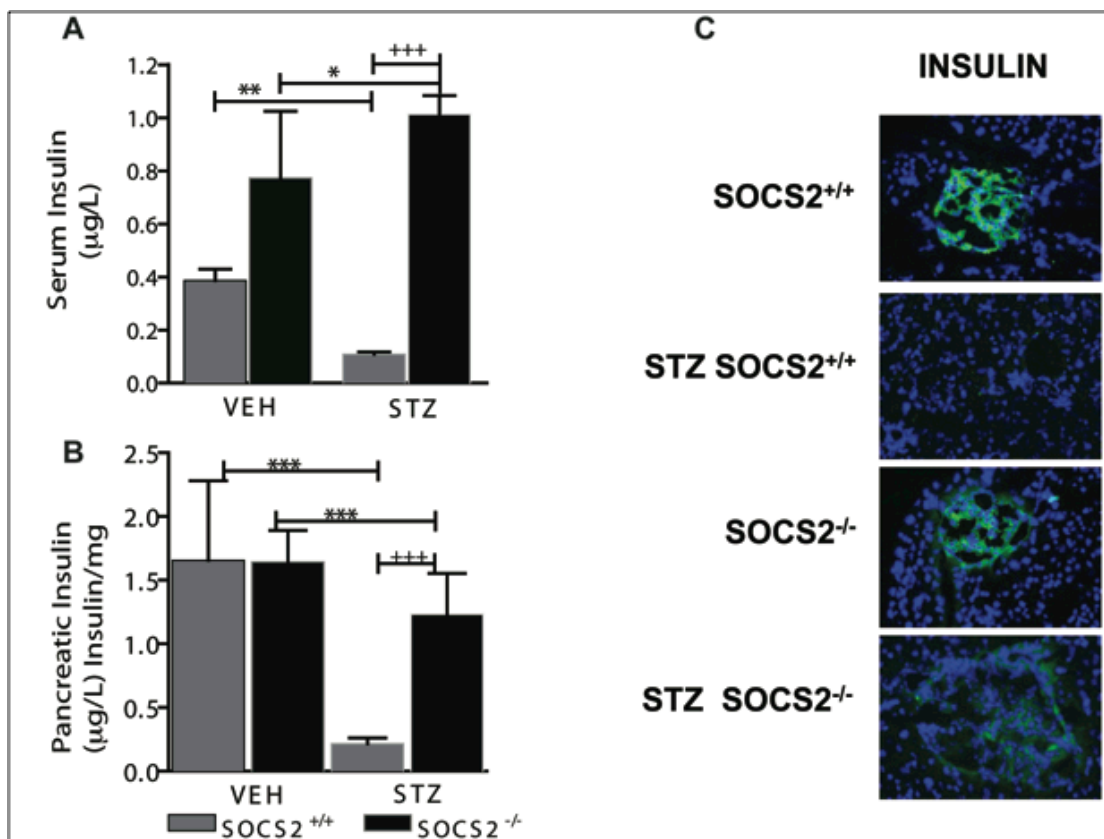 A
Serum Insulin
(µg/L)
1.2
1.0
0.8
0.6
0.4
0.2
0.0
**
*
+++
VEH
STZ
B
Pancreatic Insulin
(µg/L) Insulin/mg
2.5
2.0
1.5
1.0
0.5
0.0
***
***
+++
VEH
STZ
SOCS2+/+
SOCS2-/-
C
INSULIN
SOCS2+/+
STZ SOCS2+/+
SOCS2-/-
STZ SOCS2-/-